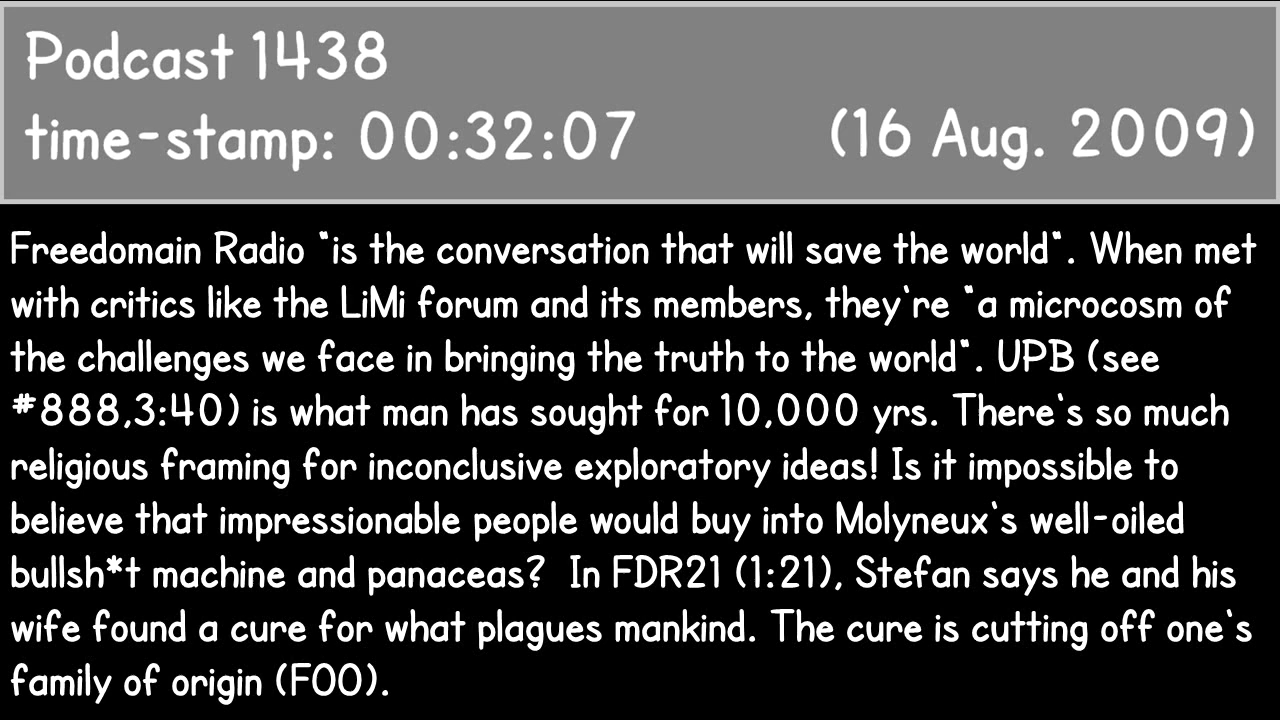 Podcast 1438
time-stamp: 00:32:07 (16 Aug. 2009)
Freedomain Radio "is the conversation that will save the world". When met
with critics like the LiMi forum and its members, they're "a microcosm of
the challenges we face in bringing the truth to the world". UPB (see
#888,3:40) is what man has sought for 10,000 yrs. There's so much
religious framing for inconclusive exploratory ideas! Is it impossible to
believe that impressionable people would buy into Molyneux's well-oiled
bullsh*t machine and panaceas? In FDR21 (1:21), Stefan says he and his
wife found a cure for what plagues mankind. The cure is cutting off one's
family of origin (FOO).